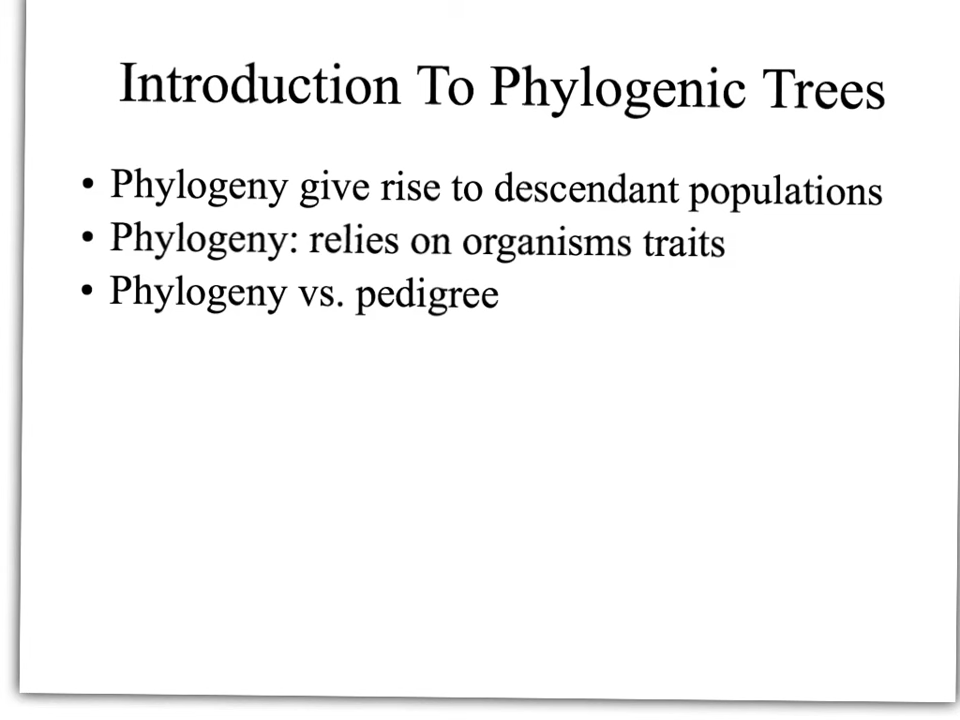 Introduction To Phylogenic Trees
• Phylogeny give rise to descendant populations
• Phylogeny: relies on organisms traits
• Phylogeny vs. pedigree